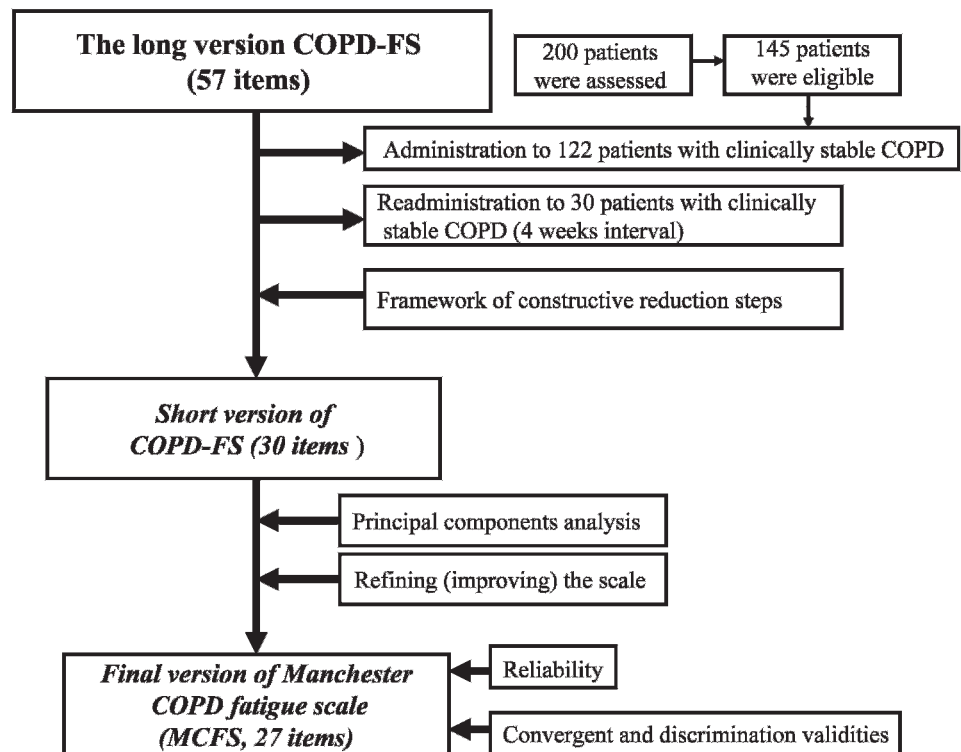 The long version COPD-FS
(57 items)
200 patients
were assessed
145 patients
were eligible
Administration to 122 patients with clinically stable COPD
Readministration to 30 patients with clinically
stable COPD (4 weeks interval)
Framework of constructive reduction steps
Short version of
COPD-FS (30 items )
Principal components analysis
Refining (improving) the scale
Final version of Manchester
COPD fatigue scale
(MCFS, 27 items)
Reliability
Convergent and discrimination validities